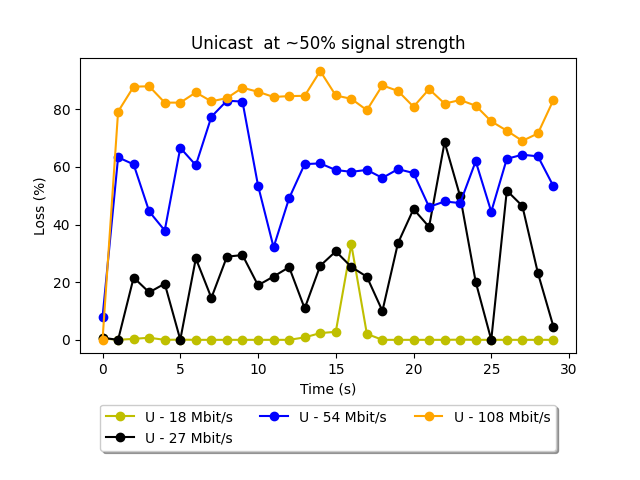 Unicast  at ~50% signal strength
80
60
40
20
0
Loss (%)
0 5 10 15 20 25 30
Time (s)
U - 18 Mbit/s U - 54 Mbit/s U - 108 Mbit/s
U - 27 Mbit/s